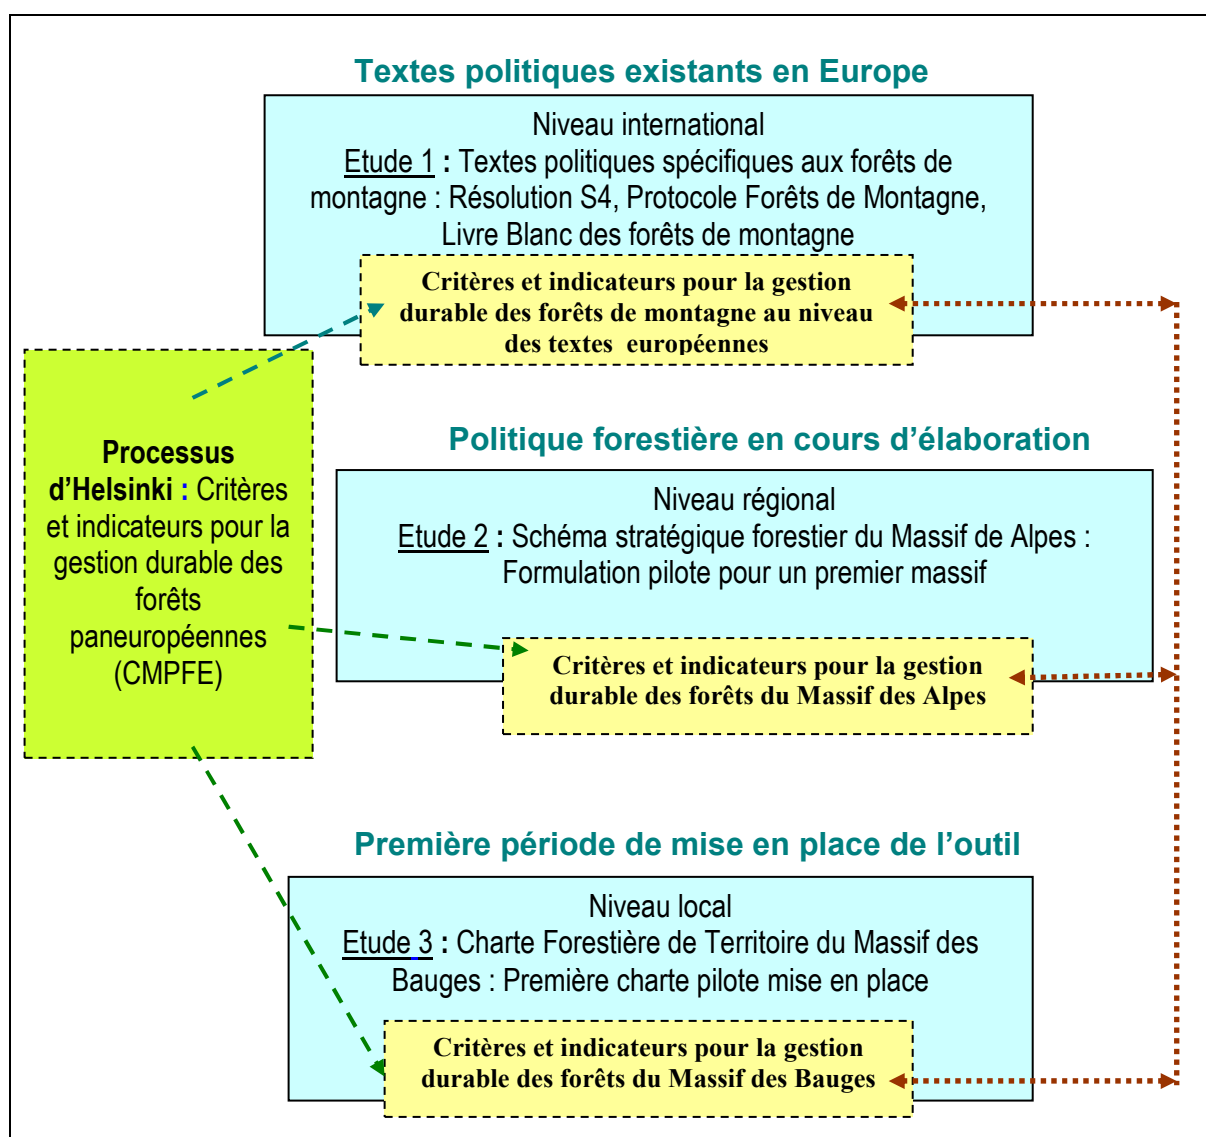 Textes politiques existants en Europe
Niveau international
Etude 1 : Textes politiques spécifiques aux forêts de
montagne : Résolution S4, Protocole Forêts de Montagne,
Livre Blanc des forêts de montagne
Critères et indicateurs pour la gestion
durable des forêts de montagne au niveau
des textes européennes
Processus
d'Helsinki : Critères
et indicateurs pour la
gestion durable des
forêts
paneuropéennes
(CMPFE)
Politique forestière en cours d'élaboration
Niveau régional
Etude 2 : Schéma stratégique forestier du Massif de Alpes :
Formulation pilote pour un premier massif
Critères et indicateurs pour la gestion
durable des forêts du Massif des Alpes
Première période de mise en place de l'outil
Niveau local
Etude 3 : Charte Forestière de Territoire du Massif des
Bauges : Première charte pilote mise en place
Critères et indicateurs pour la gestion
durable des forêts du Massif des Bauges